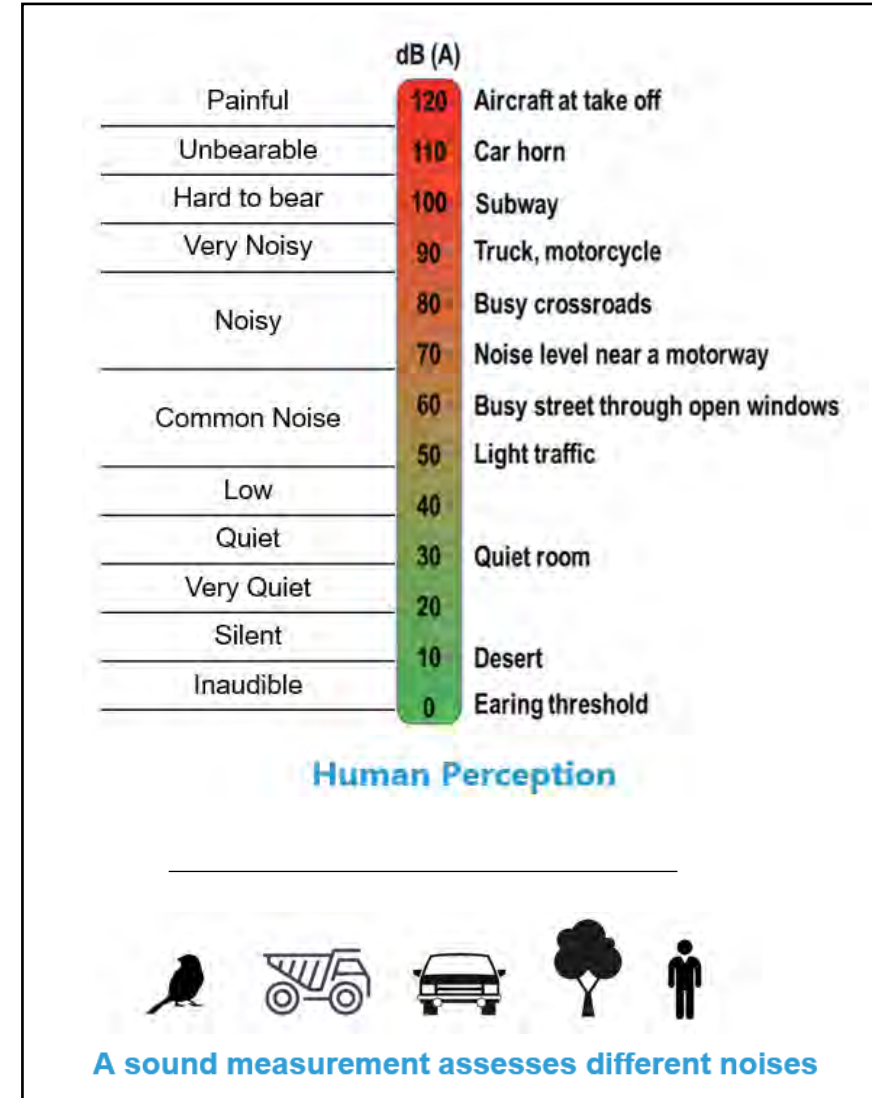 dB (A)
Painful 120 Aircraft at take off
Unbearable 110 Car horn
Hard to bear 100 Subway
Very Noisy 90 Truck, motorcycle
Noisy 80 Busy crossroads
70 Noise level near a motorway
Common Noise 60 Busy street through open windows
50 Light traffic
Low 40
Quiet 30 Quiet room
Very Quiet 20
Silent 10 Desert
Inaudible 0 Earing threshold
Human Perception
A sound measurement assesses different noises